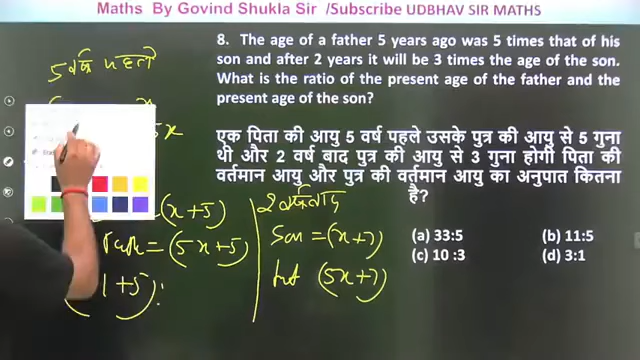 Maths By Govind Shukla Sir /Subscribe UDBHAV SIR MATHS
8. The age of a father 5 years ago was 5 times that of his
son and after 2 years it will be 3 times the age of the son.
What is the ratio of the present age of the father and the
present age of the son?
एक पिता की आयु 5 वर्ष पहले उसके पुत्र की आयु से 5 गुना
थी और 2 वर्ष बाद पुत्र की आयु से 3 गुना होगी पिता की
वर्तमान आयु और पुत्र की वर्तमान आयु का अनुपात कितना
है?
(a) 33:5 (b) 11:5
(c) 10 :3 (d) 3:1
5 वर्ष पहले
x
5x
(x+5)
= (5x+5)
1+5) :
2 वर्ष बाद
Son = (x+7)
(5x+7)